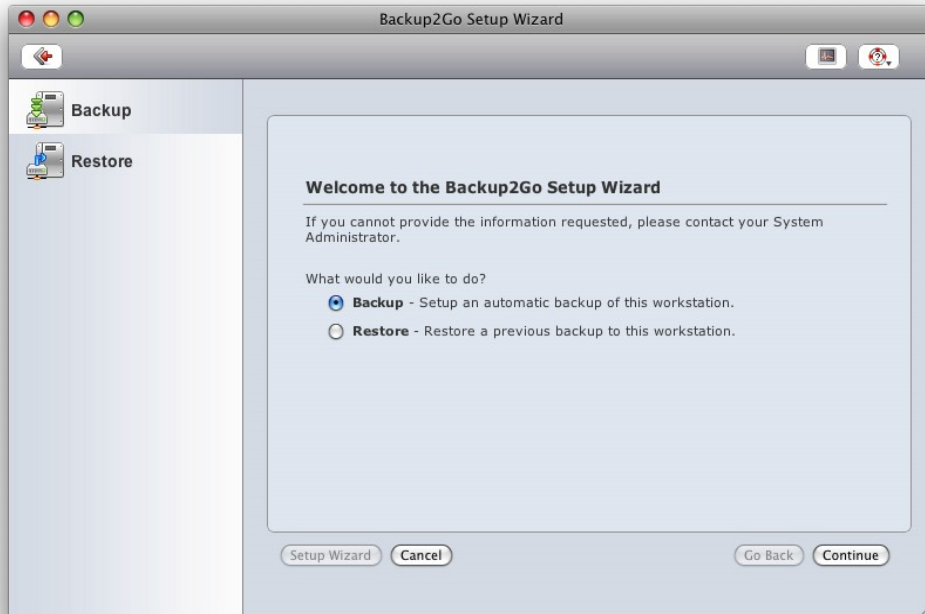 Backup2Go Setup Wizard
Backup
Restore
Welcome to the Backup2Go Setup Wizard
If you cannot provide the information requested, please contact your System
Administrator.
What would you like to do?
Backup - Setup an automatic backup of this workstation.
Restore - Restore a previous backup to this workstation.
Setup Wizard
Cancel
Go Back
Continue